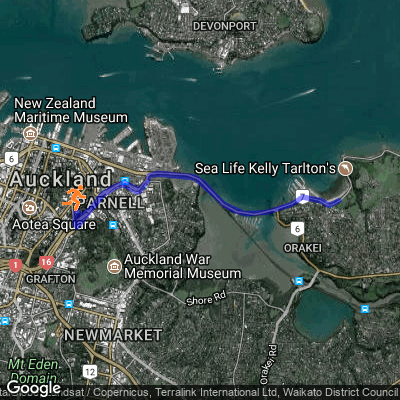 DEVONPORT
New Zealand
Maritime Museum
6
Auckland
PARNELL
Aotea Square
Sea Life Kelly Tarlton's
6
ORAKEI
Auckland War
Memorial Museum
1
16
GRAFTON
Shore Rd
NEWMARKET
Orakei Rd
Mt Eden
Domain
12
Google
ndsat / Copernicus, Terralink International Ltd, Waikato District Council